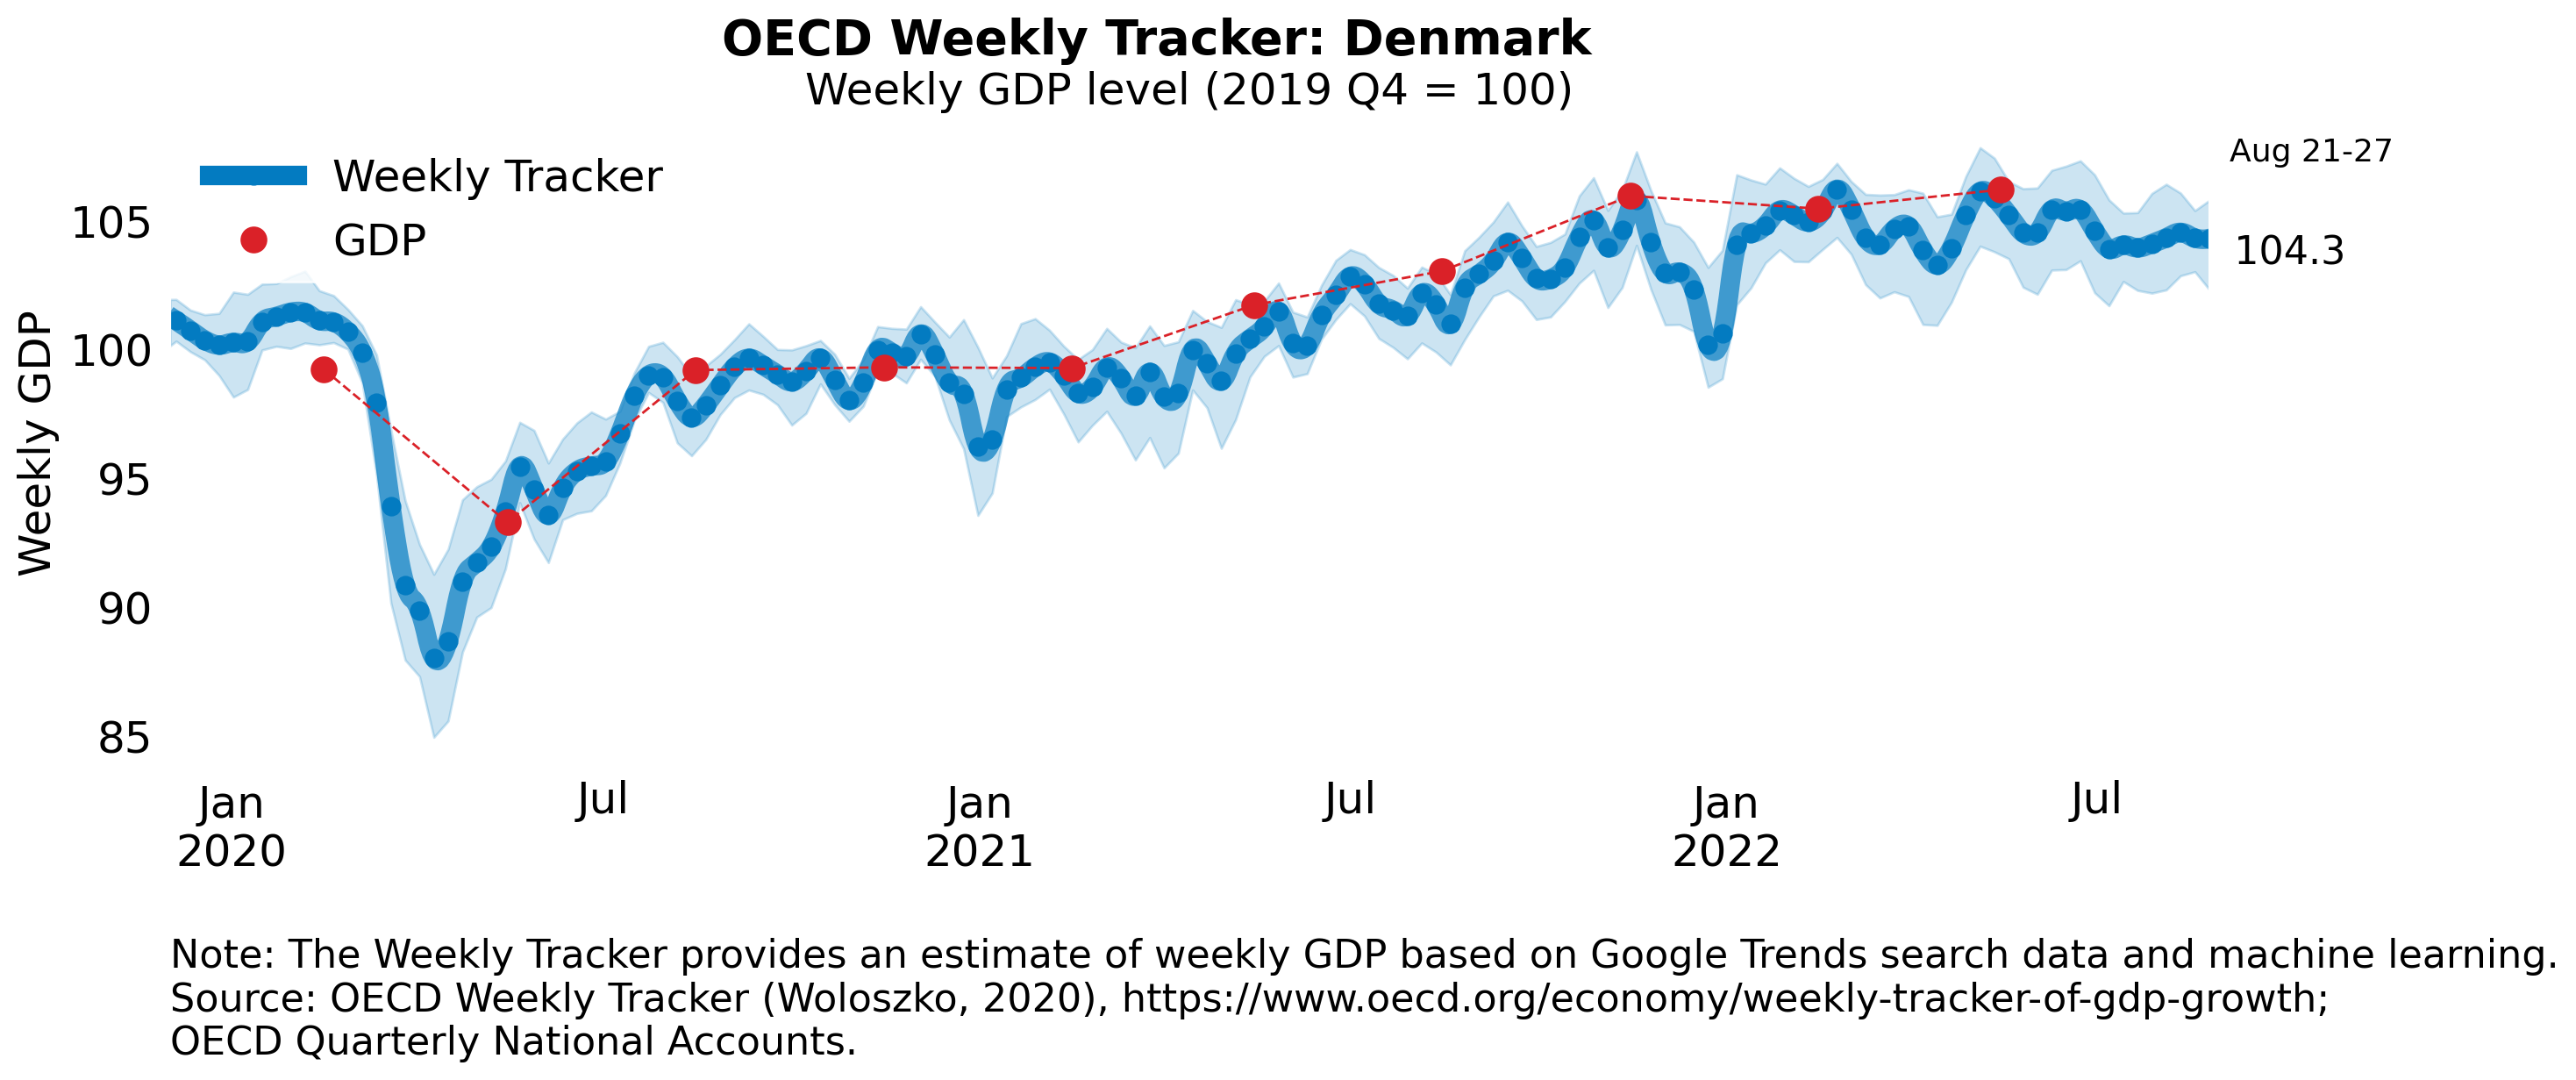 OECD Weekly Tracker: Denmark
Weekly GDP level (2019 Q4 = 100)
Weekly Tracker
GDP
Aug 21-27
104.3
Weekly GDP
105
100
95
90
85
Jan
2020
Jul
Jan
2021
Jul
Jan
2022
Jul
Note: The Weekly Tracker provides an estimate of weekly GDP based on Google Trends search data and machine learning.
Source: OECD Weekly Tracker (Woloszko, 2020), https://www.oecd.org/economy/weekly-tracker-of-gdp-growth;
OECD Quarterly National Accounts.